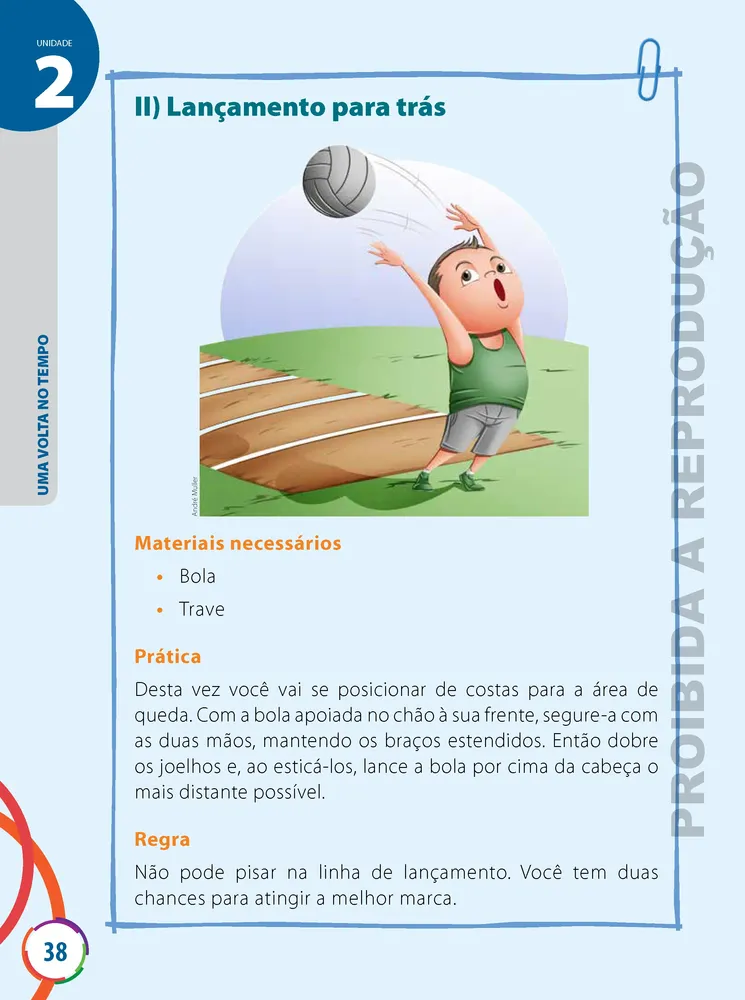 UNIDADE
2
II) Lançamento para trás
UMA VOLTA NO TEMPO
André Müller
Materiais necessários
• Bola
• Trave
Prática
Desta vez você vai se posicionar de costas para a área de
queda. Com a bola apoiada no chão à sua frente, segure-a com
as duas mãos, mantendo os braços estendidos. Então dobre
os joelhos e, ao esticá-los, lance a bola por cima da cabeça o
mais distante possível.
Regra
Não pode pisar na linha de lançamento. Você tem duas
chances para atingir a melhor marca.
38
PROIBIDA A REPRODUÇÃO